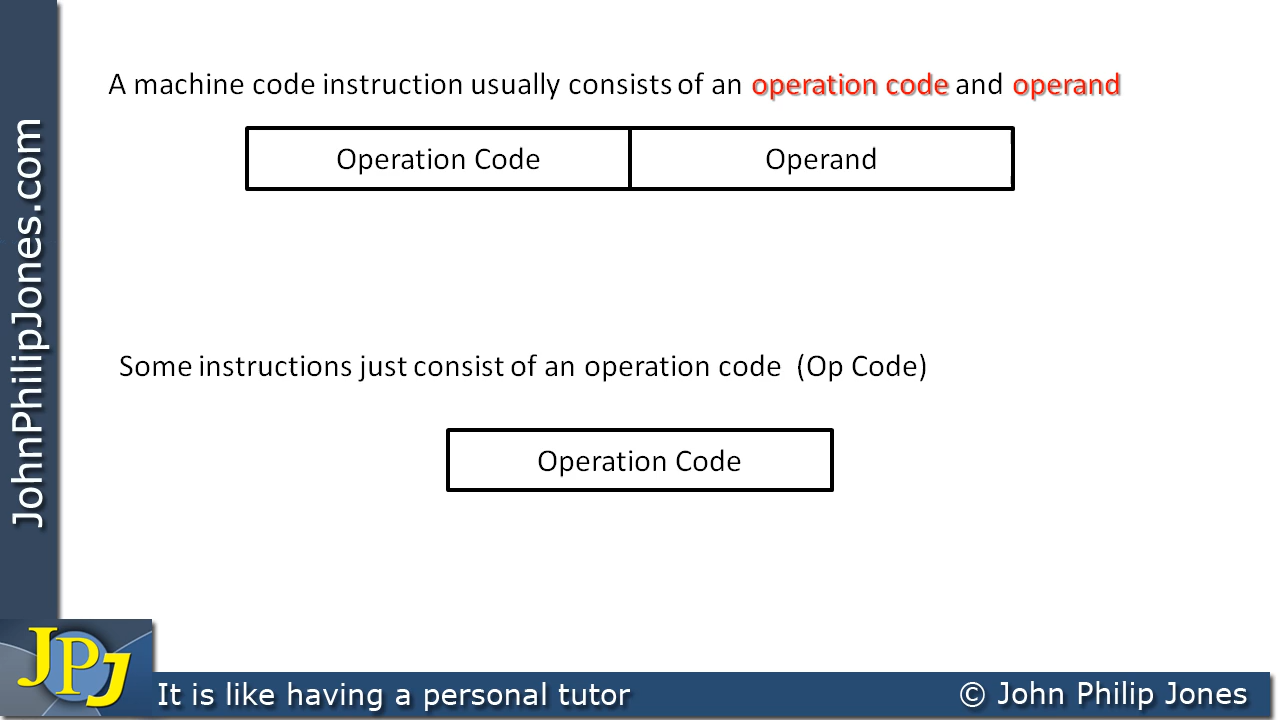 A machine code instruction usually consists of an operation code and operand
Operation Code
Operand
Some instructions just consist of an operation code (Op Code)
Operation Code
JohnPhilipJones.com
JPJ
It is like having a personal tutor
© John Philip Jones